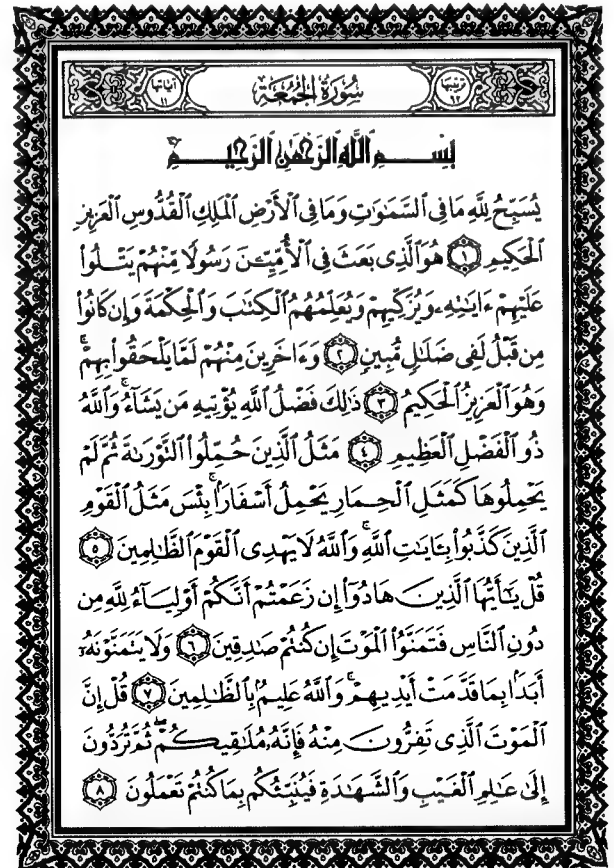 ترتيبها ٦٢ سُورَةُ الجُمُعَةِ آياتها ١١
بِسْمِ ٱللَّهِ ٱلرَّحْمَٰنِ ٱلرَّحِيمِ
يُسَبِّحُ لِلَّهِ مَا فِى ٱلسَّمَٰوَٰتِ وَمَا فِى ٱلْأَرْضِ ٱلْمَلِكِ ٱلْقُدُّوسِ ٱلْعَزِيزِ
ٱلْحَكِيمِ ١ هُوَ ٱلَّذِى بَعَثَ فِى ٱلْأُمِّيِّـۧنَ رَسُولًا مِّنْهُمْ يَتْلُوا۟
عَلَيْهِمْ ءَايَٰتِهِۦ وَيُزَكِّيهِمْ وَيُعَلِّمُهُمُ ٱلْكِتَٰبَ وَٱلْحِكْمَةَ وَإِن كَانُوا۟
مِن قَبْلُ لَفِى ضَلَٰلٍ مُّبِينٍ ٢ وَءَاخَرِينَ مِنْهُمْ لَمَّا يَلْحَقُوا۟ بِهِمْ ۚ
وَهُوَ ٱلْعَزِيزُ ٱلْحَكِيمُ ٣ ذَٰلِكَ فَضْلُ ٱللَّهِ يُؤْتِيهِ مَن يَشَآءُ ۚ وَٱللَّهُ
ذُو ٱلْفَضْلِ ٱلْعَظِيمِ ٤ مَثَلُ ٱلَّذِينَ حُمِّلُوا۟ ٱلتَّوْرَىٰةَ ثُمَّ لَمْ
يَحْمِلُوهَا كَمَثَلِ ٱلْحِمَارِ يَحْمِلُ أَسْفَارًۢا ۚ بِئْسَ مَثَلُ ٱلْقَوْمِ
ٱلَّذِينَ كَذَّبُوا۟ بِـَٔايَٰتِ ٱللَّهِ ۚ وَٱللَّهُ لَا يَهْدِى ٱلْقَوْمَ ٱلظَّٰلِمِينَ ٥
قُلْ يَٰٓأَيُّهَا ٱلَّذِينَ هَادُوٓا۟ إِن زَعَمْتُمْ أَنَّكُمْ أَوْلِيَآءُ لِلَّهِ مِن
دُونِ ٱلنَّاسِ فَتَمَنَّوُا۟ ٱلْمَوْتَ إِن كُنتُمْ صَٰدِقِينَ ٦ وَلَا يَتَمَنَّوْنَهُۥٓ
أَبَدًۢا بِمَا قَدَّمَتْ أَيْدِيهِمْ ۚ وَٱللَّهُ عَلِيمٌۢ بِٱلظَّٰلِمِينَ ٧ قُلْ إِنَّ
ٱلْمَوْتَ ٱلَّذِى تَفِرُّونَ مِنْهُ فَإِنَّهُۥ مُلَٰقِيكُمْ ۖ ثُمَّ تُرَدُّونَ
إِلَىٰ عَٰلِمِ ٱلْغَيْبِ وَٱلشَّهَٰدَةِ فَيُنَبِّئُكُم بِمَا كُنتُمْ تَعْمَلُونَ ٨